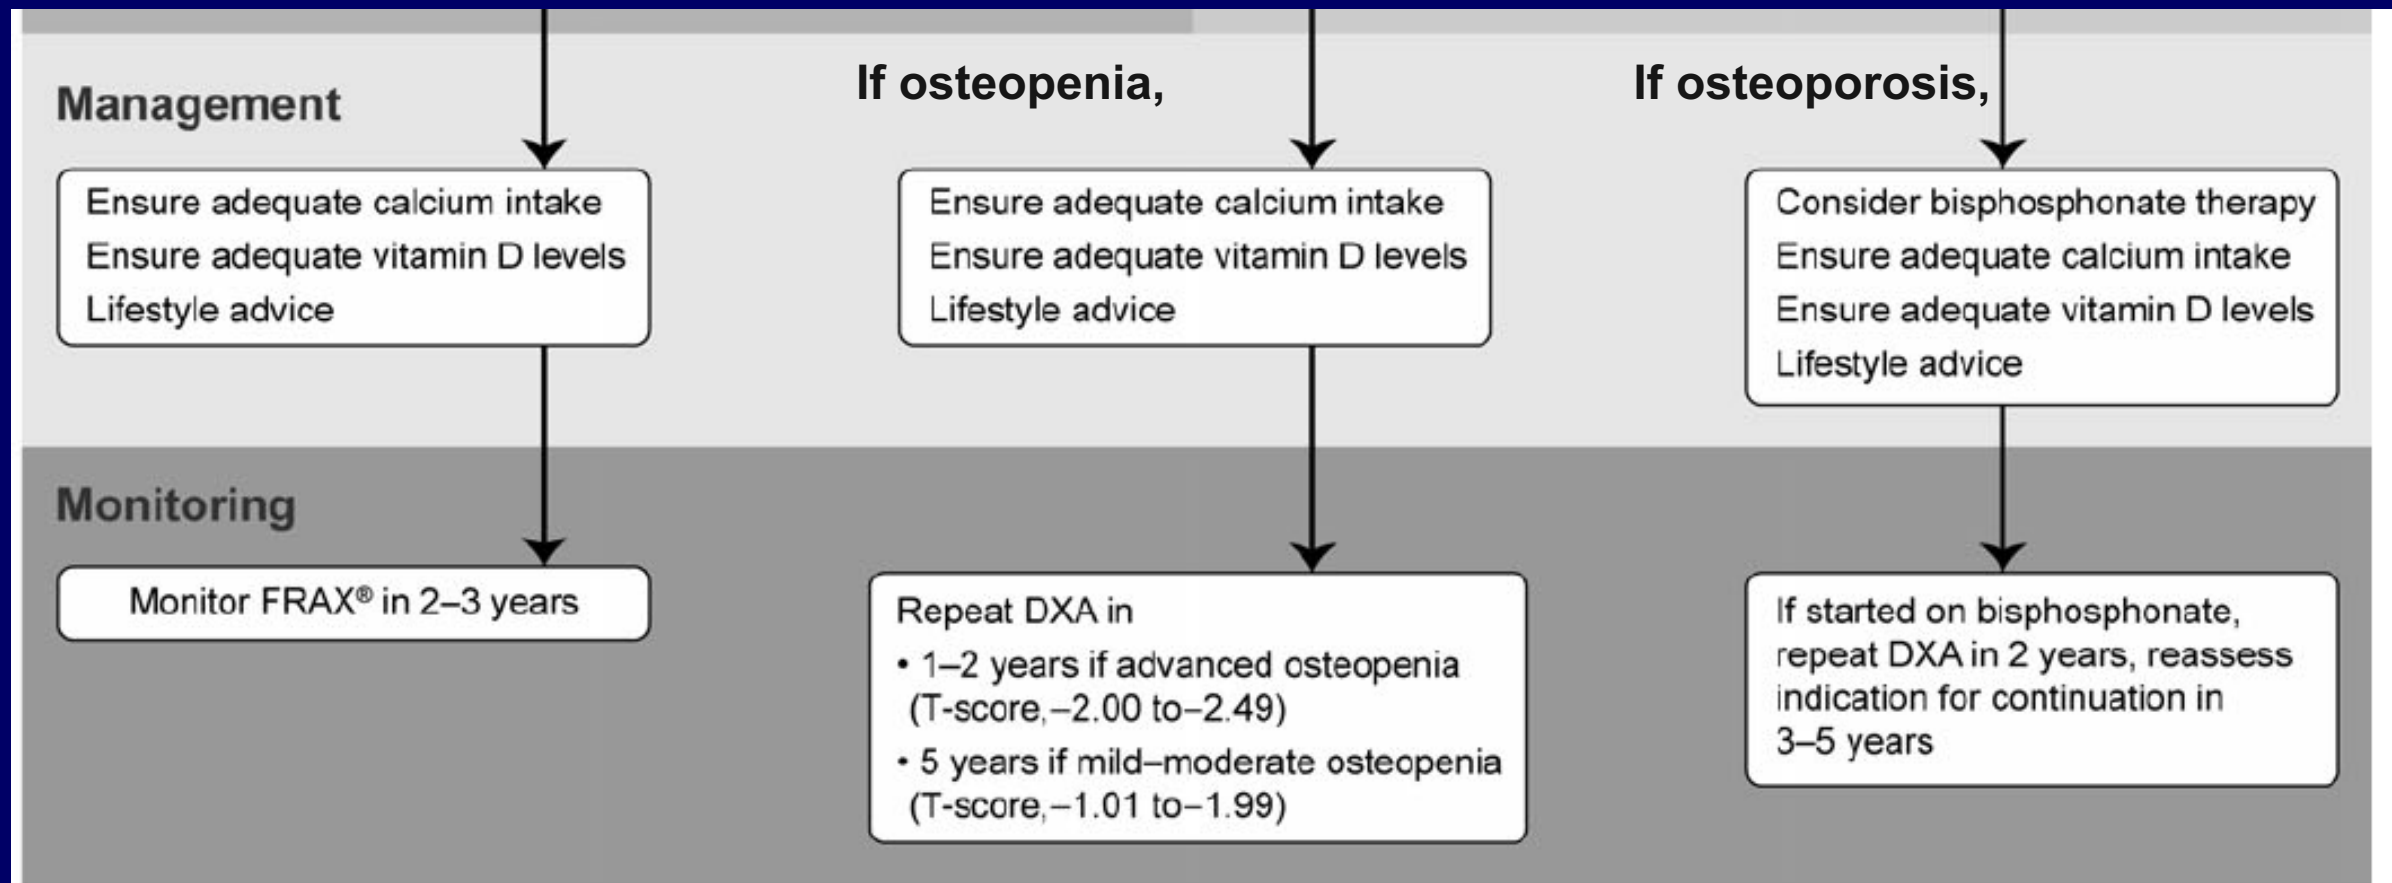 Management
If osteopenia,
If osteoporosis,
Ensure adequate calcium intake
Ensure adequate vitamin D levels
Lifestyle advice
Ensure adequate calcium intake
Ensure adequate vitamin D levels
Lifestyle advice
Consider bisphosphonate therapy
Ensure adequate calcium intake
Ensure adequate vitamin D levels
Lifestyle advice
Monitoring
Monitor FRAX® in 2–3 years
Repeat DXA in
• 1–2 years if advanced osteopenia
(T-score,–2.00 to–2.49)
• 5 years if mild–moderate osteopenia
(T-score,–1.01 to–1.99)
If started on bisphosphonate,
repeat DXA in 2 years, reassess
indication for continuation in
3–5 years